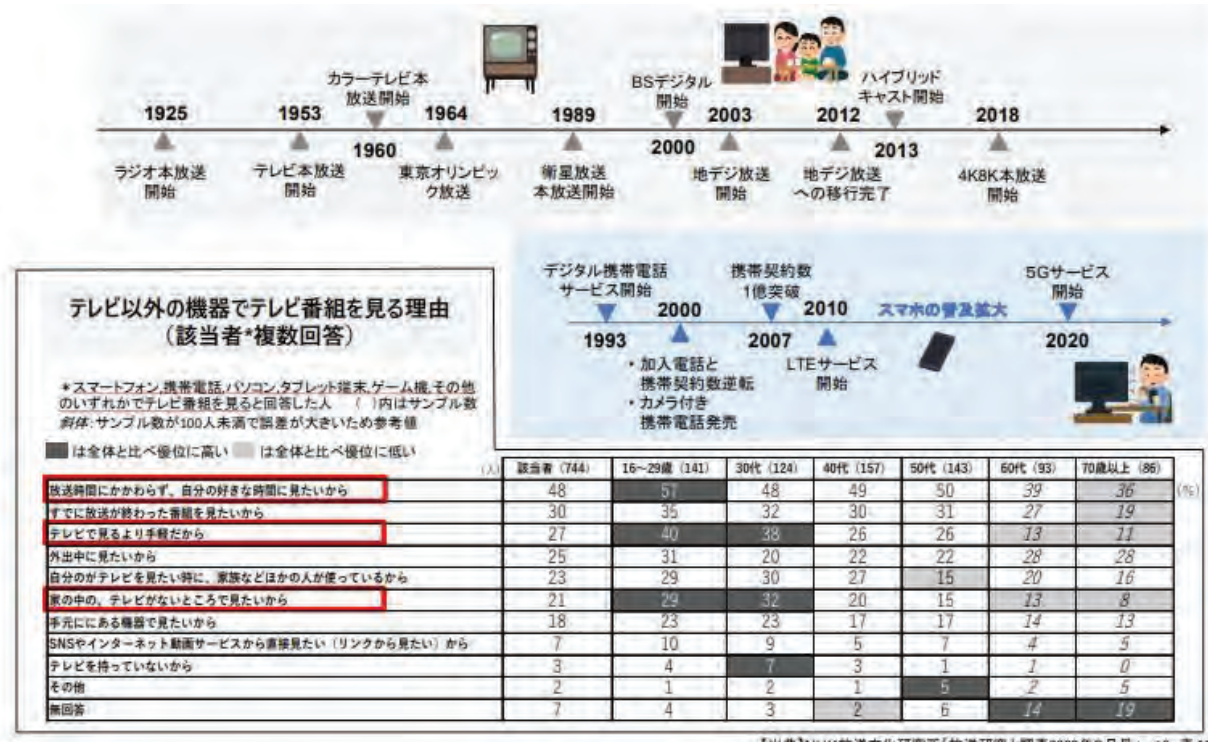 カラーテレビ本
放送開始
BSデジタル
開始
ハイブリッド
キャスト開始
1925
1953
1964
1989
2003
2012
2018
1960
2000
2013
ラジオ本放送
開始
テレビ本放送
開始
東京オリンピッ
ク放送
衛星放送
本放送開始
地デジ放送
開始
地デジ放送
への移行完了
4K8K本放送
開始
デジタル携帯電話
サービス開始
携帯契約数
1億突破
5Gサービス
開始
2000
2010
スマホの普及拡大
1993
2007
2020
・加入電話と
携帯契約数逆転
・カメラ付き
携帯電話発売
LTEサービス
開始
テレビ以外の機器でテレビ番組を見る理由
(該当者*複数回答)
*スマートフォン,携帯電話,パソコン,タブレット端末,ゲーム機,その他
のいずれかでテレビ番組を見ると回答した人 ( )内はサンプル数
斜体:サンプル数が100人未満で誤差が大きいため参考値
は全体と比べ優位に高い は全体と比べ優位に低い
(人) 該当者 (744) 16~29歳 (141) 30代 (124) 40代 (157) 50代 (143) 60代 (93) 70歳以上 (86)
放送時間にかかわらず、自分の好きな時間に見たいから 48 57 48 49 50 39 36 (%)
すでに放送が終わった番組を見たいから 30 35 32 30 31 27 19
テレビで見るより手軽だから 27 40 38 26 26 13 11
外出中に見たいから 25 31 20 22 22 28 28
自分のがテレビを見たい時に、家族などほかの人が使っているから 23 29 30 27 15 20 16
家の中の、テレビがないところで見たいから 21 29 32 20 15 13 8
手元ににある機器で見たいから 18 23 23 17 17 14 13
SNSやインターネット動画サービスから直接見たい(リンクから見たい)から 7 10 9 5 7 4 5
テレビを持っていないから 3 4 7 3 1 1 0
その他 2 1 2 1 5 2 5
無回答 7 4 3 2 6 14 19